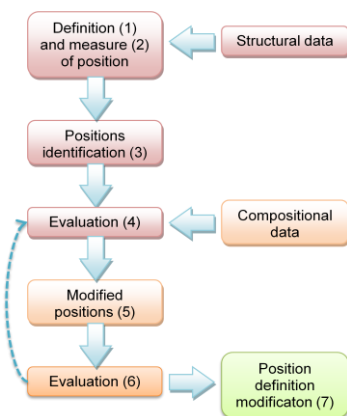 Definition (1)
and measure (2)
of position
Structural data
Positions
identification (3)
Evaluation (4)
Compositional
data
Modified
positions (5)
Evaluation (6)
Position
definition
modificaton (7)